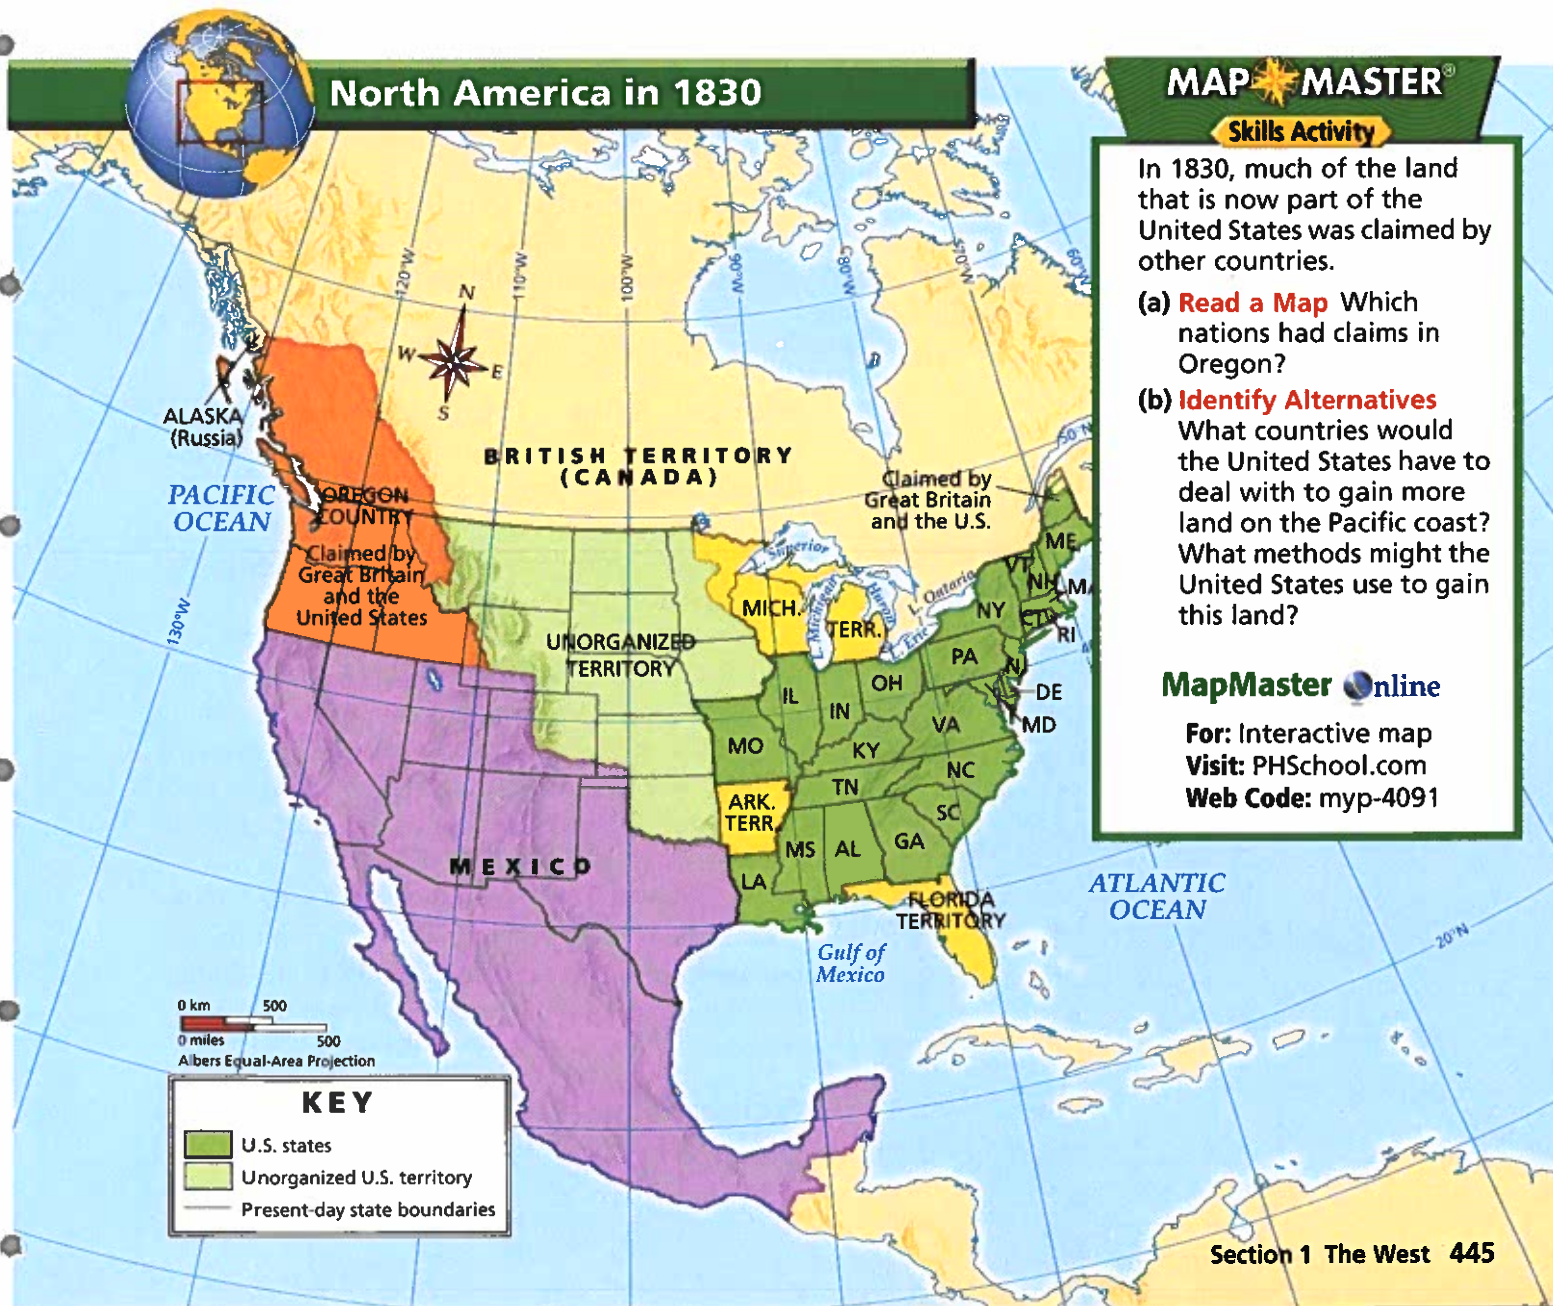 North America in 1830
MAP MASTER®
Skills Activity
In 1830, much of the land
that is now part of the
United States was claimed by
other countries.
(a) Read a Map Which
nations had claims in
Oregon?
(b) Identify Alternatives
What countries would
the United States have to
deal with to gain more
land on the Pacific coast?
What methods might the
United States use to gain
this land?
MapMaster Online
For: Interactive map
Visit: PHSchool.com
Web Code: myp-4091
120°W
110°W
100°W
90°W
80°W
70°W
60°W
N
W
E
S
ALASKA
(Russia)
BRITISH TERRITORY
(CANADA)
50°N
Claimed by
Great Britain
and the U.S.
PACIFIC
OCEAN
OREGON
COUNTRY
Claimed by
Great Britain
and the
United States
130°W
L. Superior
L. Michigan
L. Huron
L. Ontario
L. Erie
MICH.
TERR.
UNORGANIZED
TERRITORY
ME
VT
NH
MA
NY
CT
RI
PA
NJ
OH
DE
IL
IN
MD
VA
MO
KY
NC
TN
ARK.
TERR.
SC
MS
AL
GA
MEXICO
LA
FLORIDA
TERRITORY
ATLANTIC
OCEAN
Gulf of
Mexico
20°N
0 km 500
0 miles 500
Albers Equal-Area Projection
KEY
U.S. states
Unorganized U.S. territory
Present-day state boundaries
Section 1 The West 445